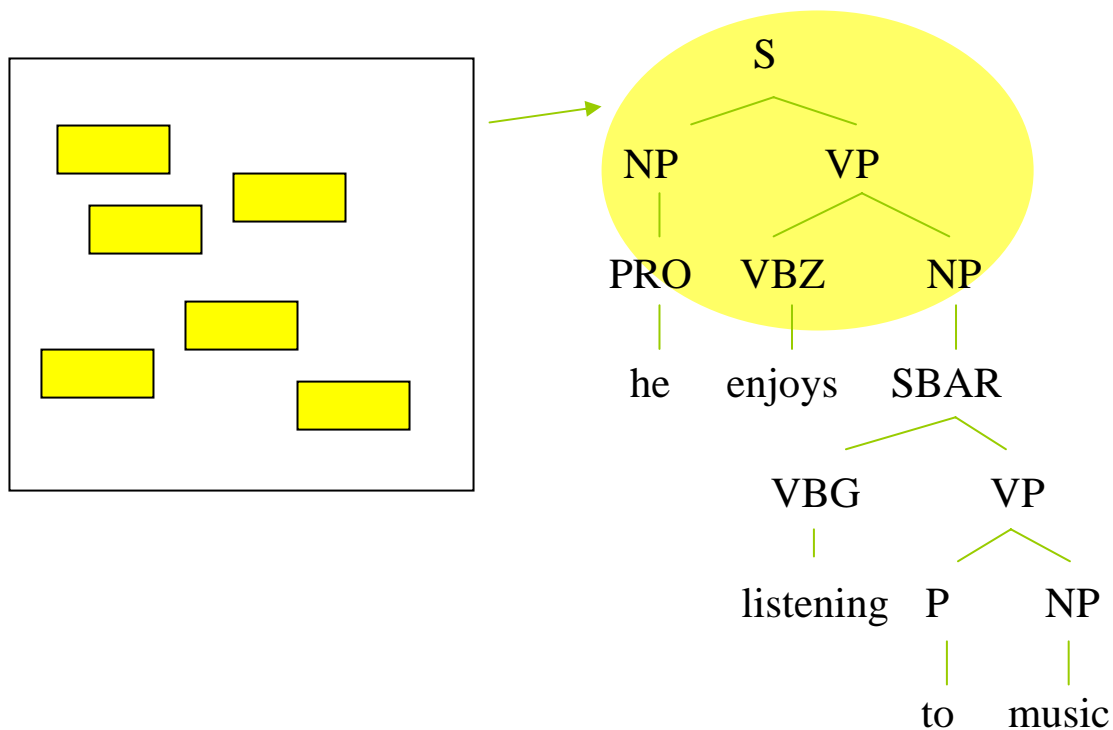 S
NP VP
PRO VBZ NP
he enjoys SBAR
VBG VP
listening P NP
to music